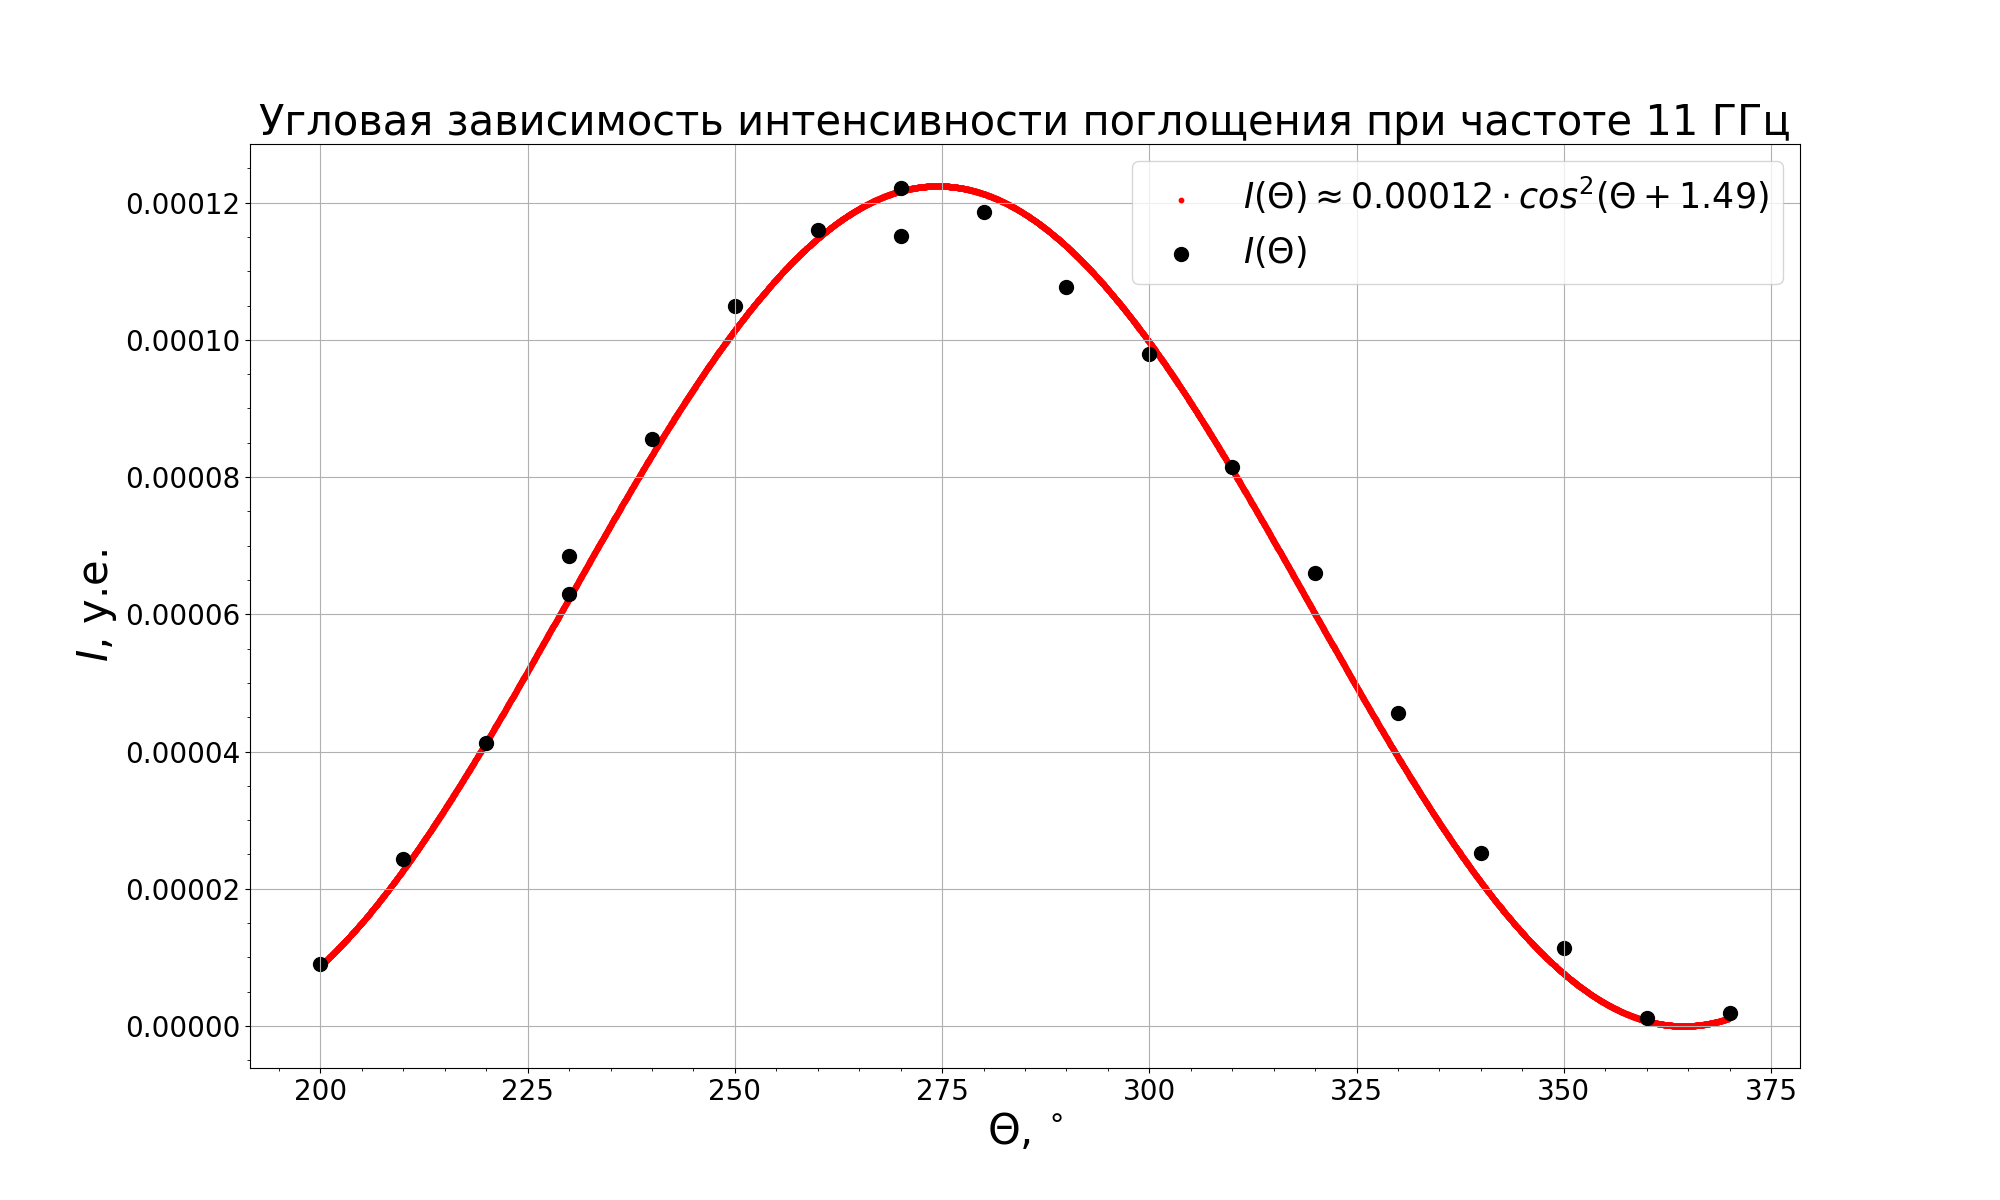 Угловая зависимость интенсивности поглощения при частоте 11 ГГц
I(Θ) ≈ 0.00012 · cos²(Θ + 1.49)
I(Θ)
I, у.е.
0.00012
0.00010
0.00008
0.00006
0.00004
0.00002
0.00000
200 225 250 275 300 325 350 375
Θ, °